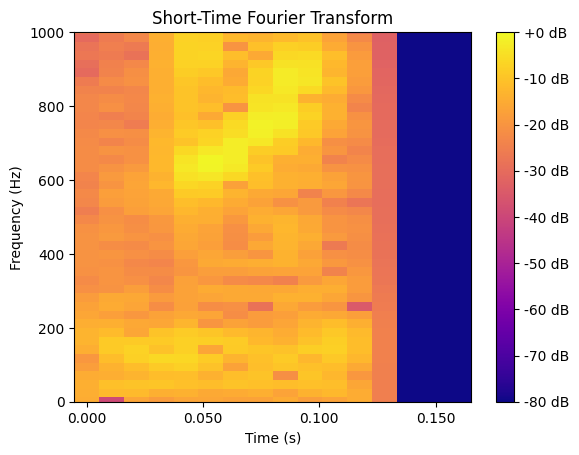 Short-Time Fourier Transform
Frequency (Hz)
1000
800
600
400
200
0
0.000
0.050
0.100
0.150
Time (s)
+0 dB
-10 dB
-20 dB
-30 dB
-40 dB
-50 dB
-60 dB
-70 dB
-80 dB